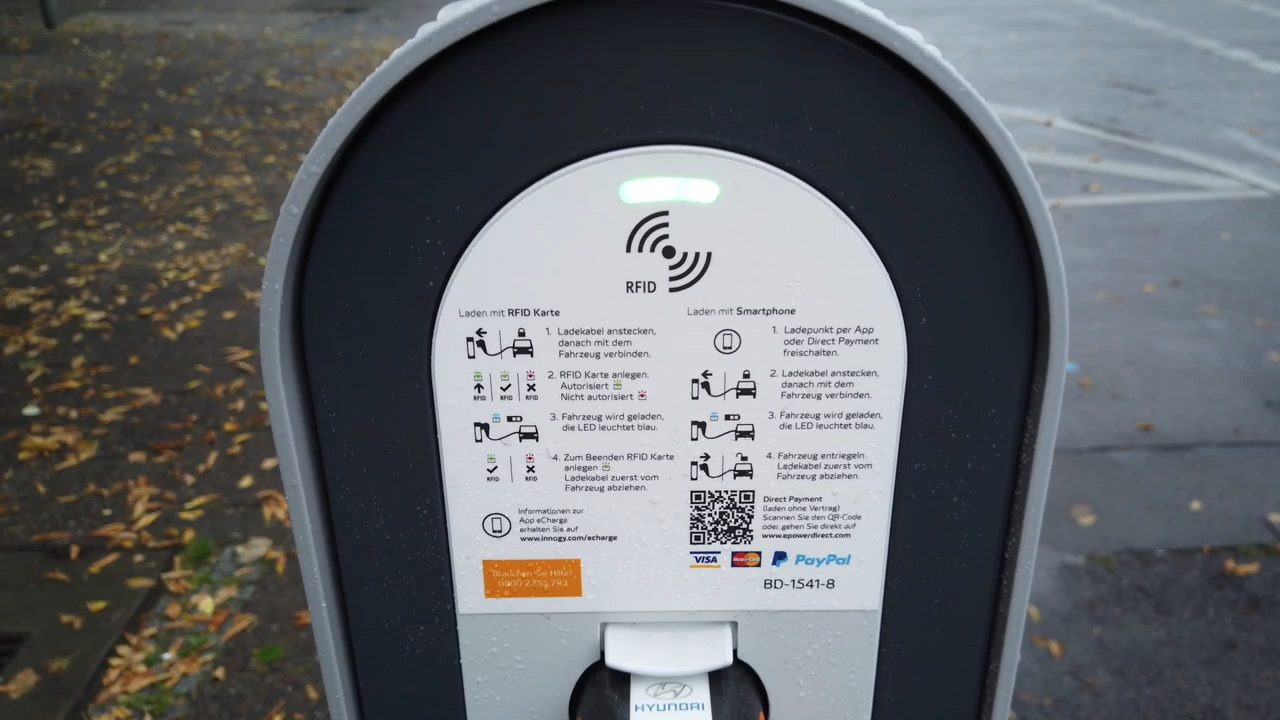 RFID
Laden mit RFID Karte
1. Ladekabel anstecken,
danach mit dem
Fahrzeug verbinden.
RFID RFID RFID
2. RFID Karte anlegen.
Autorisiert
Nicht autorisiert
3. Fahrzeug wird geladen,
die LED leuchtet blau.
RFID RFID
4. Zum Beenden RFID Karte
anlegen
Ladekabel zuerst vom
Fahrzeug abziehen.
Informationen zur
App eCharge
erhalten Sie auf
www.innogy.com/echarge
Brauchen Sie Hilfe?
0800 2255 793
Laden mit Smartphone
1. Ladepunkt per App
oder Direct Payment
freischalten.
2. Ladekabel anstecken,
danach mit dem
Fahrzeug verbinden.
3. Fahrzeug wird geladen,
die LED leuchtet blau.
4. Fahrzeug entriegeln.
Ladekabel zuerst vom
Fahrzeug abziehen.
Direct Payment
(laden ohne Vertrag)
Scannen Sie den QR-Code
oder gehen Sie direkt auf
www.epowerdirect.com
VISA MasterCard PayPal
BD-1541-8
HYUNDAI